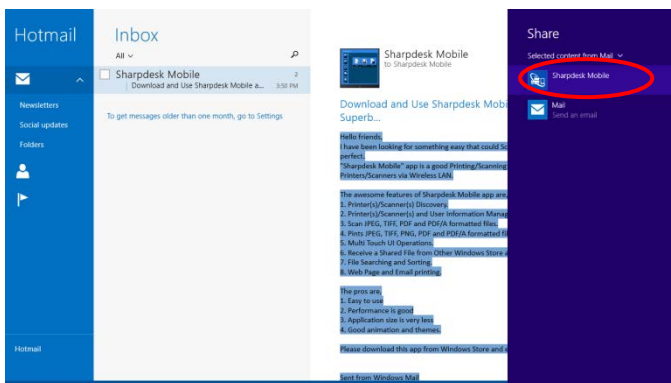 Hotmail
Newsletters
Social updates
Folders
Hotmail
Inbox
All
Sharpdesk Mobile
2
Download and Use Sharpdesk Mobile a...
3:50 PM
To get messages older than one month, go to Settings
Sharpdesk Mobile
to Sharpdesk Mobile
Download and Use Sharpdesk Mobi
Superb...
Hello friends,
I have been looking for something easy that could Sc
perfect.
"Sharpdesk Mobile" app is a good Printing/Scanning
Printers/Scanners via Wireless LAN.
The awesome features of Sharpdesk Mobile app are,
1. Printer(s)/Scanner(s) Discovery.
2. Printer(s)/Scanner(s) and User Information Manag
3. Scan JPEG, TIFF, PDF and PDF/A formatted files.
4. Pints JPEG, TIFF, PNG, PDF and PDF/A formatted fi
5. Multi Touch UI Operations.
6. Receive a Shared File from Other Windows Store a
7. File Searching and Sorting.
8. Web Page and Email printing.
The pros are,
1. Easy to use
2. Performance is good
3. Application size is very less
4. Good animation and themes.
Please download this app from Windows Store and
Sent from Windows Mail
Share
Selected content from Mail
Sharpdesk Mobile
Mail
Send an email